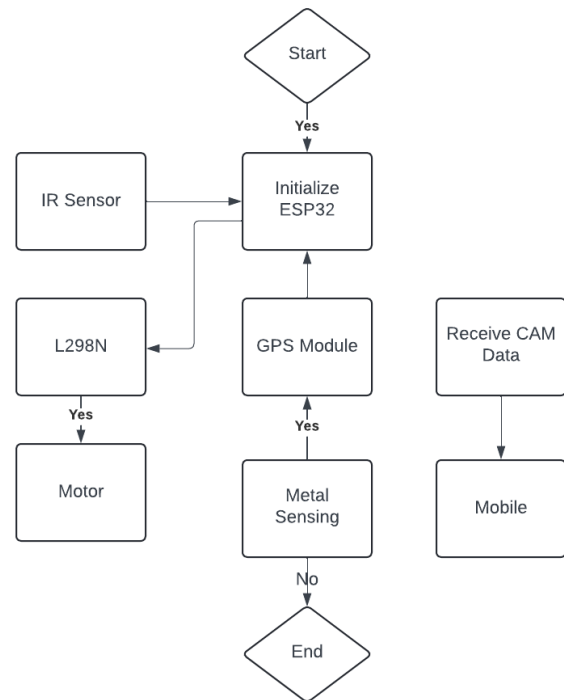 Start
Yes
IR Sensor
Initialize
ESP32
L298N
GPS Module
Receive CAM
Data
Yes
Yes
Motor
Metal
Sensing
Mobile
No
End